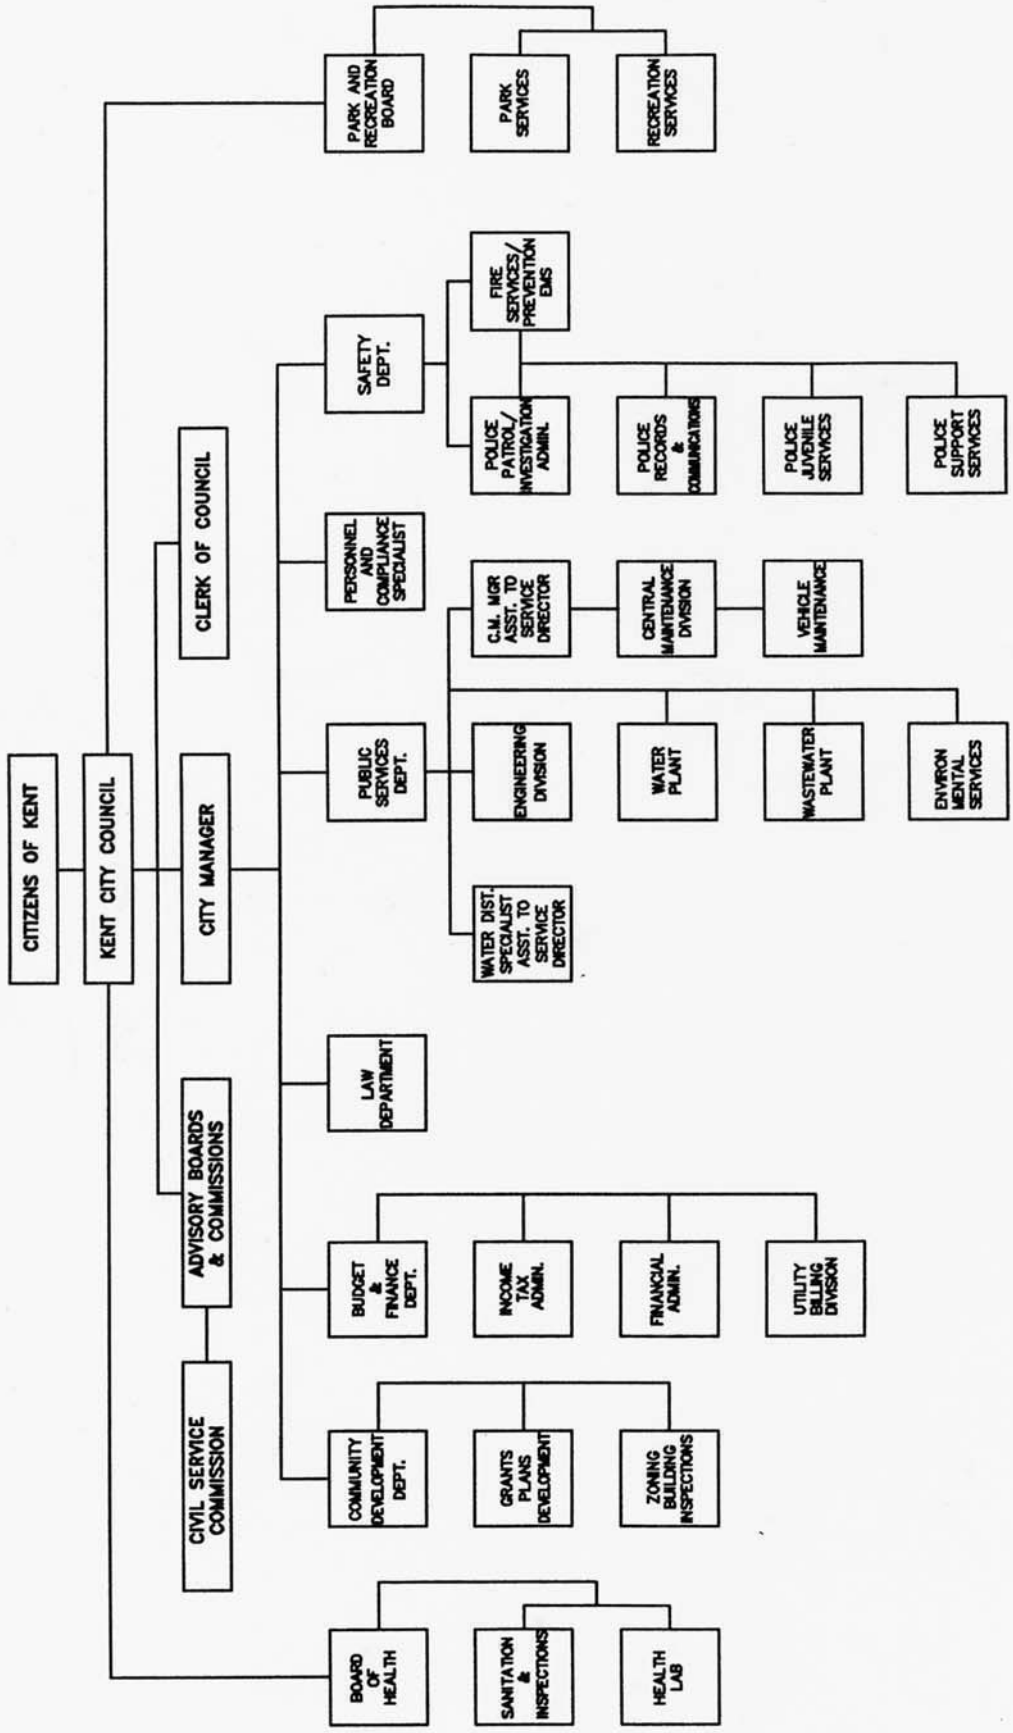 CITIZENS OF KENT
KENT CITY COUNCIL
CIVIL SERVICE
COMMISSION
ADVISORY BOARDS
& COMMISSIONS
CITY MANAGER
CLERK OF COUNCIL
BOARD
OF
HEALTH
COMMUNITY
DEVELOPMENT
DEPT.
BUDGET
&
FINANCE
DEPT.
LAW
DEPARTMENT
PUBLIC
SERVICES
DEPT.
PERSONNEL
AND
COMPLIANCE
SPECIALIST
SAFETY
DEPT.
PARK AND
RECREATION
BOARD
SANITATION
&
INSPECTIONS
GRANTS
PLANS
DEVELOPMENT
INCOME
TAX
ADMIN.
WATER DIST.
SPECIALIST
ASST. TO
SERVICE
DIRECTOR
ENGINEERING
DIVISION
C.M. MGR
ASST. TO
SERVICE
DIRECTOR
POLICE
PATROL/
INVESTIGATION
ADMIN.
FIRE
SERVICES/
PREVENTION
EMS
PARK
SERVICES
HEALTH
LAB
ZONING
BUILDING
INSPECTIONS
FINANCIAL
ADMIN.
WATER
PLANT
CENTRAL
MAINTENANCE
DIVISION
POLICE
RECORDS
&
COMMUNICATIONS
RECREATION
SERVICES
UTILITY
BILLING
DIVISION
WASTEWATER
PLANT
VEHICLE
MAINTENANCE
POLICE
JUVENILE
SERVICES
ENVIRON
MENTAL
SERVICES
POLICE
SUPPORT
SERVICES